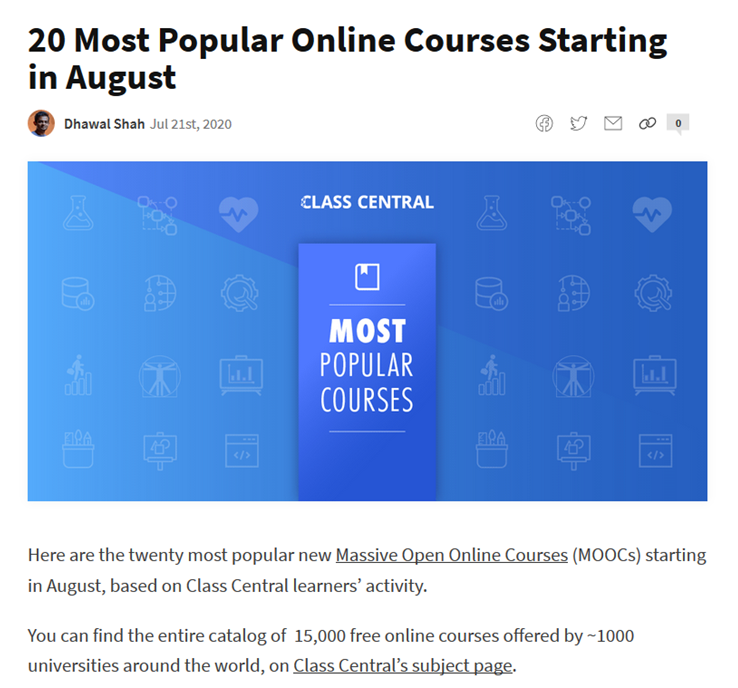 20 Most Popular Online Courses Starting
in August
Dhawal Shah Jul 21st, 2020
0
CLASS CENTRAL
MOST
POPULAR
COURSES
</>
</>
Here are the twenty most popular new Massive Open Online Courses (MOOCs) starting
in August, based on Class Central learners’ activity.
You can find the entire catalog of 15,000 free online courses offered by ~1000
universities around the world, on Class Central’s subject page.